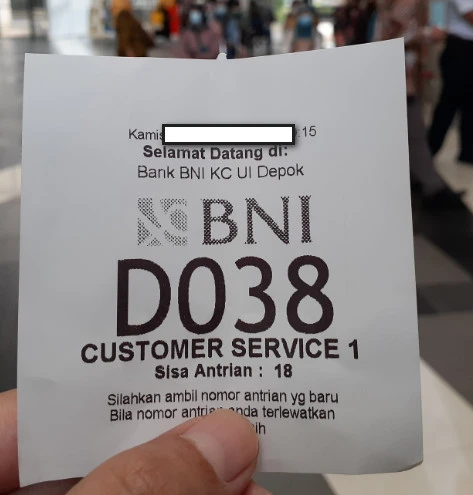 Kamis :15
Selamat Datang di:
Bank BNI KC UI Depok
BNI
D038
CUSTOMER SERVICE 1
Sisa Antrian : 18
Silahkan ambil nomor antrian yg baru
Bila nomor antrian anda terlewatkan